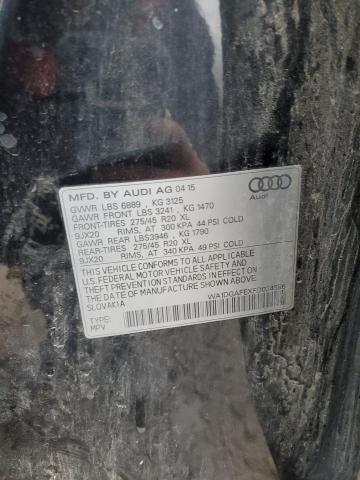 MFD. BY AUDI AG 04 15
GVWR LBS 6889 , KG 3125
GAWR FRONT LBS 3241 , KG 1470
FRONT-TIRES 275/45 R20 XL
9JX20 RIMS, AT 300 KPA 44 PSI COLD
GAWR REAR LBS3946 , KG 1790
REAR-TIRES 275/45 R20 XL
9JX20 RIMS, AT 340 KPA 49 PSI COLD
THIS VEHICLE CONFORMS TO ALL APPLICABLE
U.S. FEDERAL MOTOR VEHICLE SAFETY AND
THEFT PREVENTION STANDARDS IN EFFECT ON
THE DATE OF MANUFACTURE SHOWN ABOVE.
SLOVAKIA
TYPE:
MPV
Audi